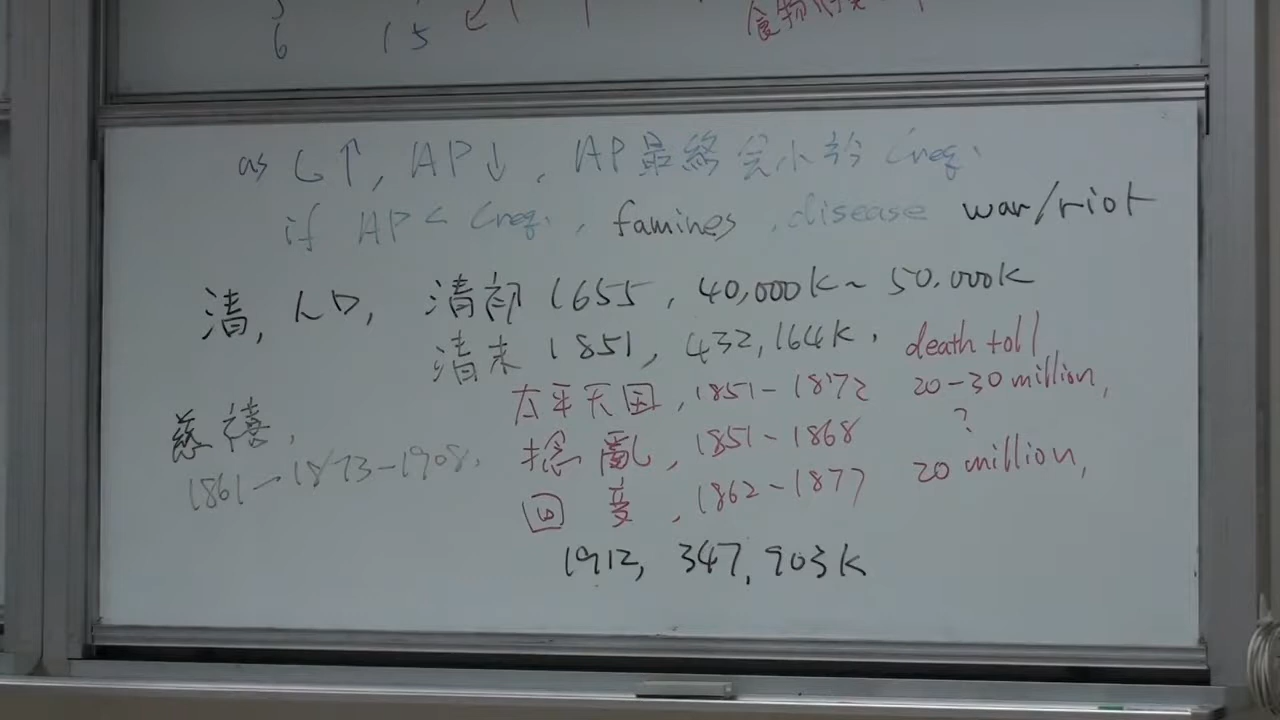 6 15
食物
as L↑, AP↓, AP最終会小於 Creq.
if AP < Creq., famines, disease war/riot
清, 人口, 清初 1655, 40,000K ~ 50,000K
清末 1851, 432,164K. death toll
太平天国, 1851-1872 20-30 million,
慈禧, 捻亂, 1851-1868 ?
1861-1873-1908, 回变, 1862-1877 20 million,
1912, 347,903K